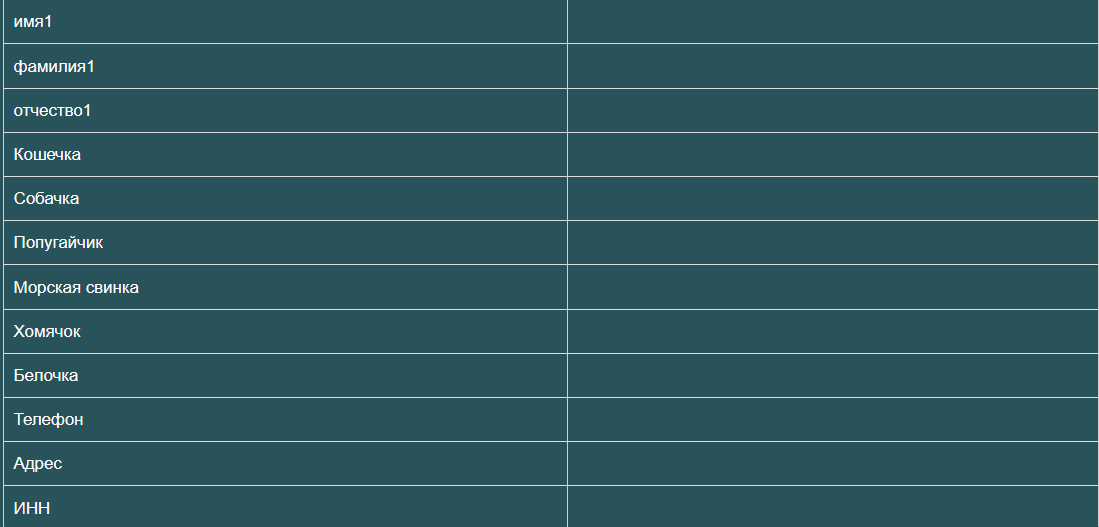 имя1
фамилия1
отчество1
Кошечка
Собачка
Попугайчик
Морская свинка
Хомячок
Белочка
Телефон
Адрес
ИНН